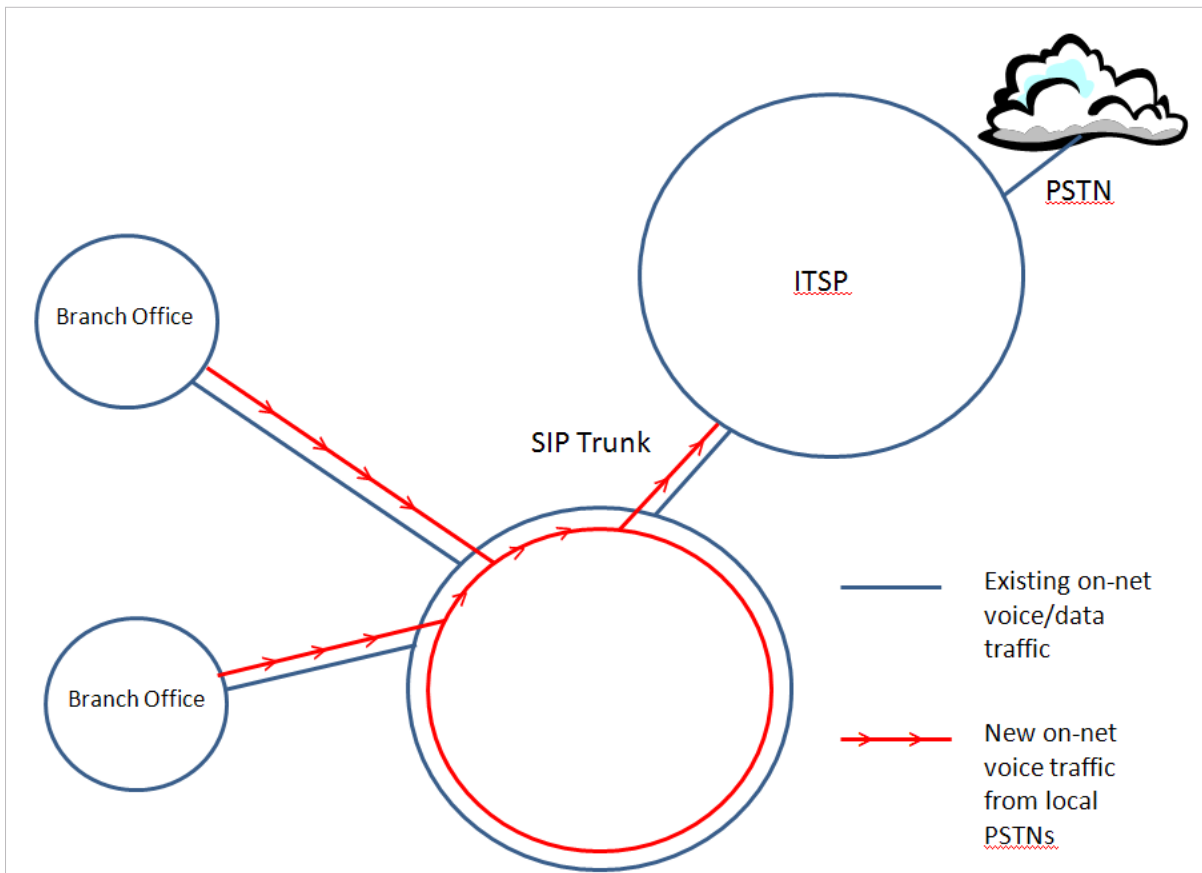 PSTN
ITSP
Branch Office
SIP Trunk
Existing on-net
voice/data
traffic
Branch Office
New on-net
voice traffic
from local
PSTNs